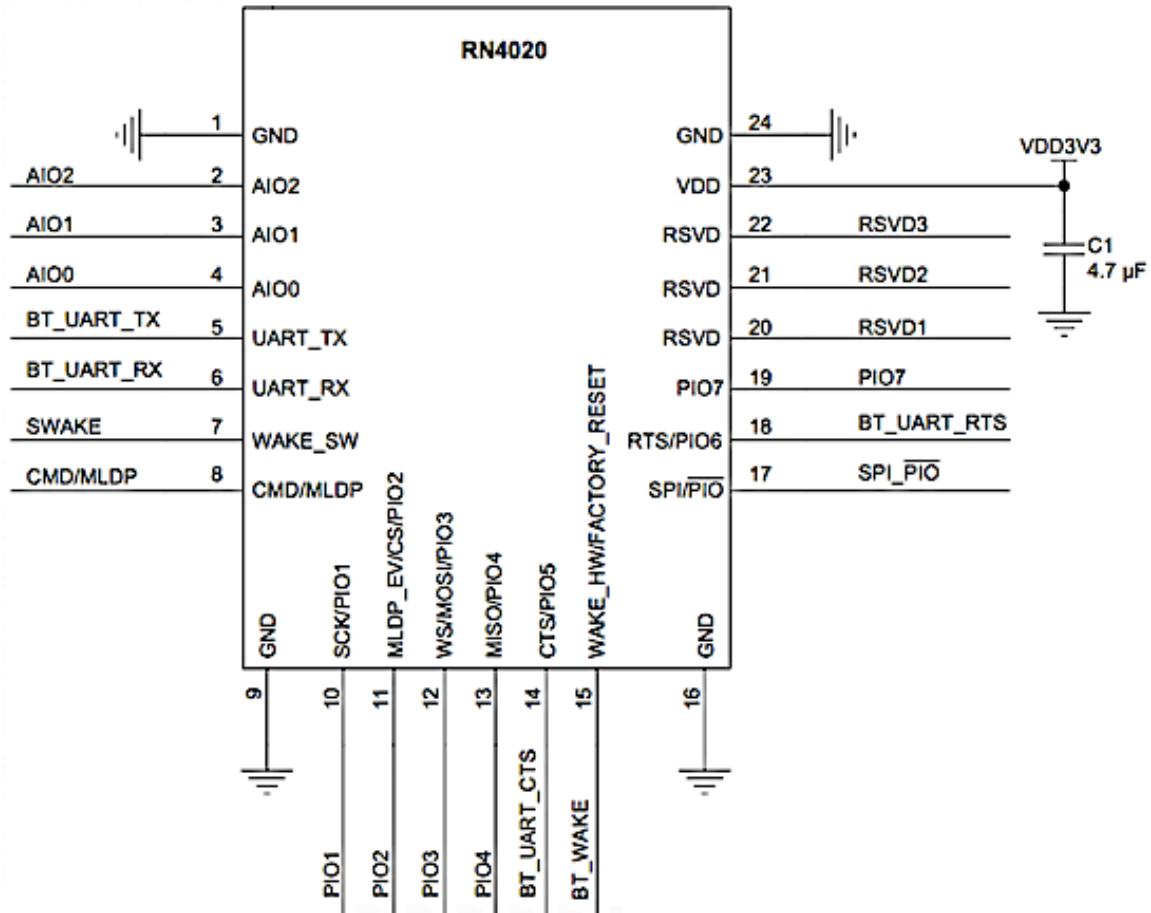 RN4020
1 GND
GND 24
VDD3V3
AIO2 2 AIO2
VDD 23
AIO1 3 AIO1
RSVD 22 RSVD3
C1
4.7 µF
AIO0 4 AIO0
RSVD 21 RSVD2
BT_UART_TX 5 UART_TX
RSVD 20 RSVD1
BT_UART_RX 6 UART_RX
PIO7 19 PIO7
SWAKE 7 WAKE_SW
RTS/PIO6 18 BT_UART_RTS
CMD/MLDP 8 CMD/MLDP
SPI/P̅I̅O̅ 17 SPI_P̅I̅O̅
GND 9
SCK/PIO1 10 PIO1
MLDP_EV/CS/PIO2 11 PIO2
WS/MOSI/PIO3 12 PIO3
MISO/PIO4 13 PIO4
CTS/PIO5 14 BT_UART_CTS
WAKE_HW/FACTORY_RESET 15 BT_WAKE
GND 16